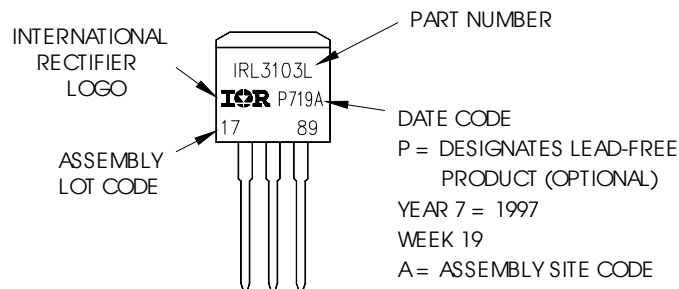 INTERNATIONAL
RECTIFIER
LOGO
ASSEMBLY
LOT CODE
IRL3103L
IOR P719A
17 89
PART NUMBER
DATE CODE
P = DESIGNATES LEAD-FREE
PRODUCT (OPTIONAL)
YEAR 7 = 1997
WEEK 19
A = ASSEMBLY SITE CODE